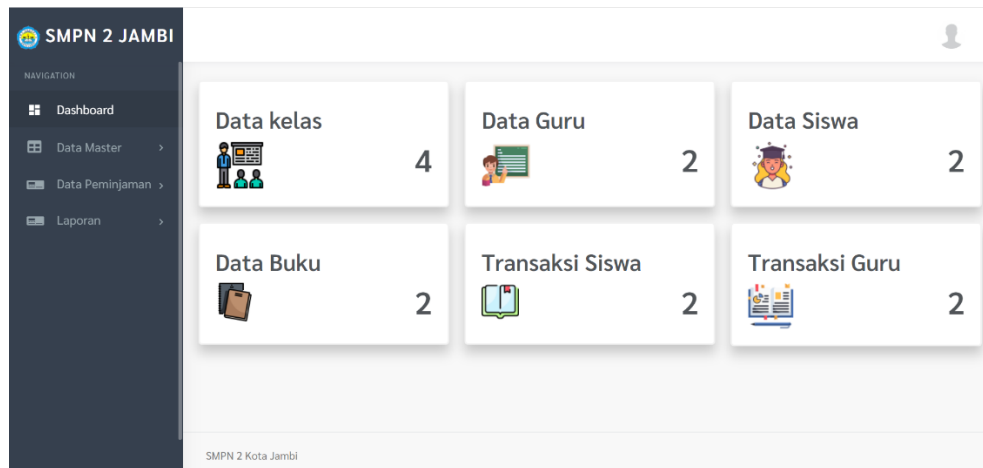 SMPN 2 JAMBI
NAVIGATION
Dashboard
Data Master
Data Peminjaman
Laporan
Data kelas
4
Data Guru
2
Data Siswa
2
Data Buku
2
Transaksi Siswa
2
Transaksi Guru
2
SMPN 2 Kota Jambi